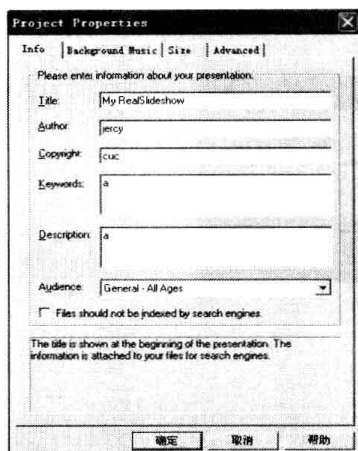 Project Properties
Info Background Music Size Advanced
Please enter information about your presentation.
Title: My RealSlideshow
Author: jercy
Copyright: cuc
Keywords: a
Description: a
Audience: General - All Ages
Files should not be indexed by search engines.
The title is shown at the beginning of the presentation. The
information is attached to your files for search engines.
确定 取消 帮助